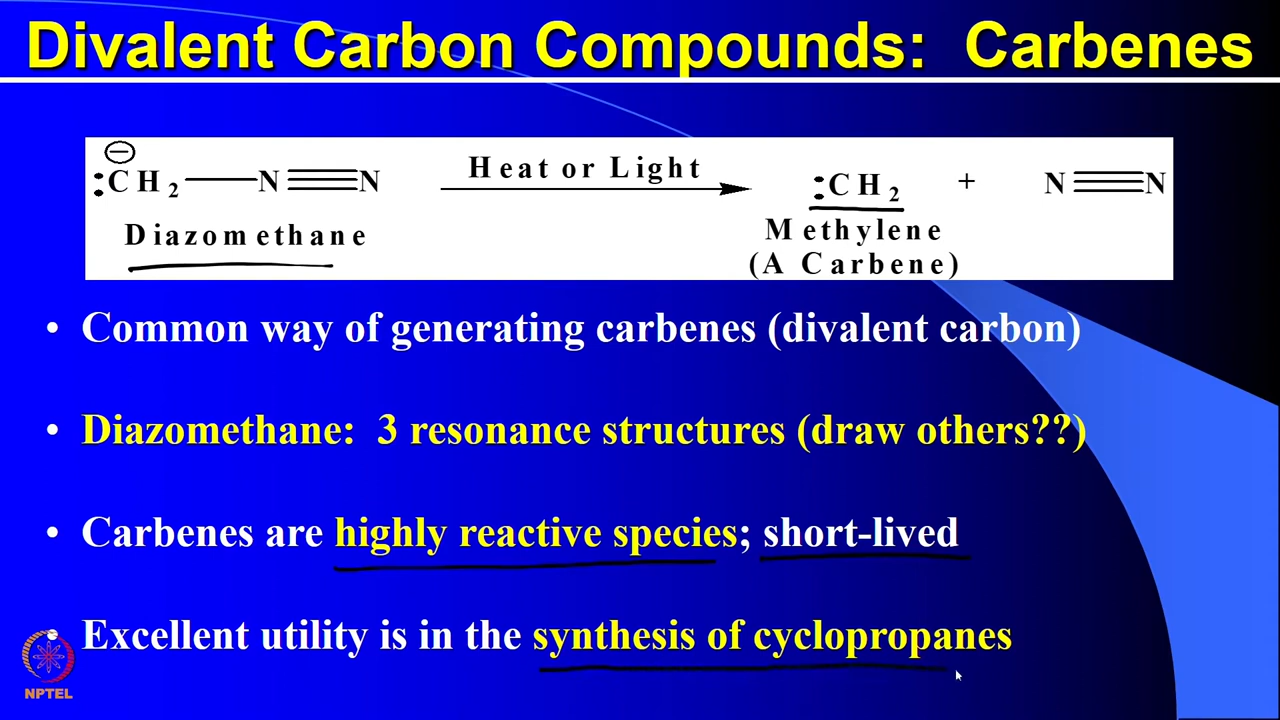 Divalent Carbon Compounds: Carbenes
:CH₂—N≡N Heat or Light :CH₂ + N≡N
Diazomethane Methylene
(A Carbene)
• Common way of generating carbenes (divalent carbon)
• Diazomethane: 3 resonance structures (draw others??)
• Carbenes are highly reactive species; short-lived
• Excellent utility is in the synthesis of cyclopropanes
NPTEL